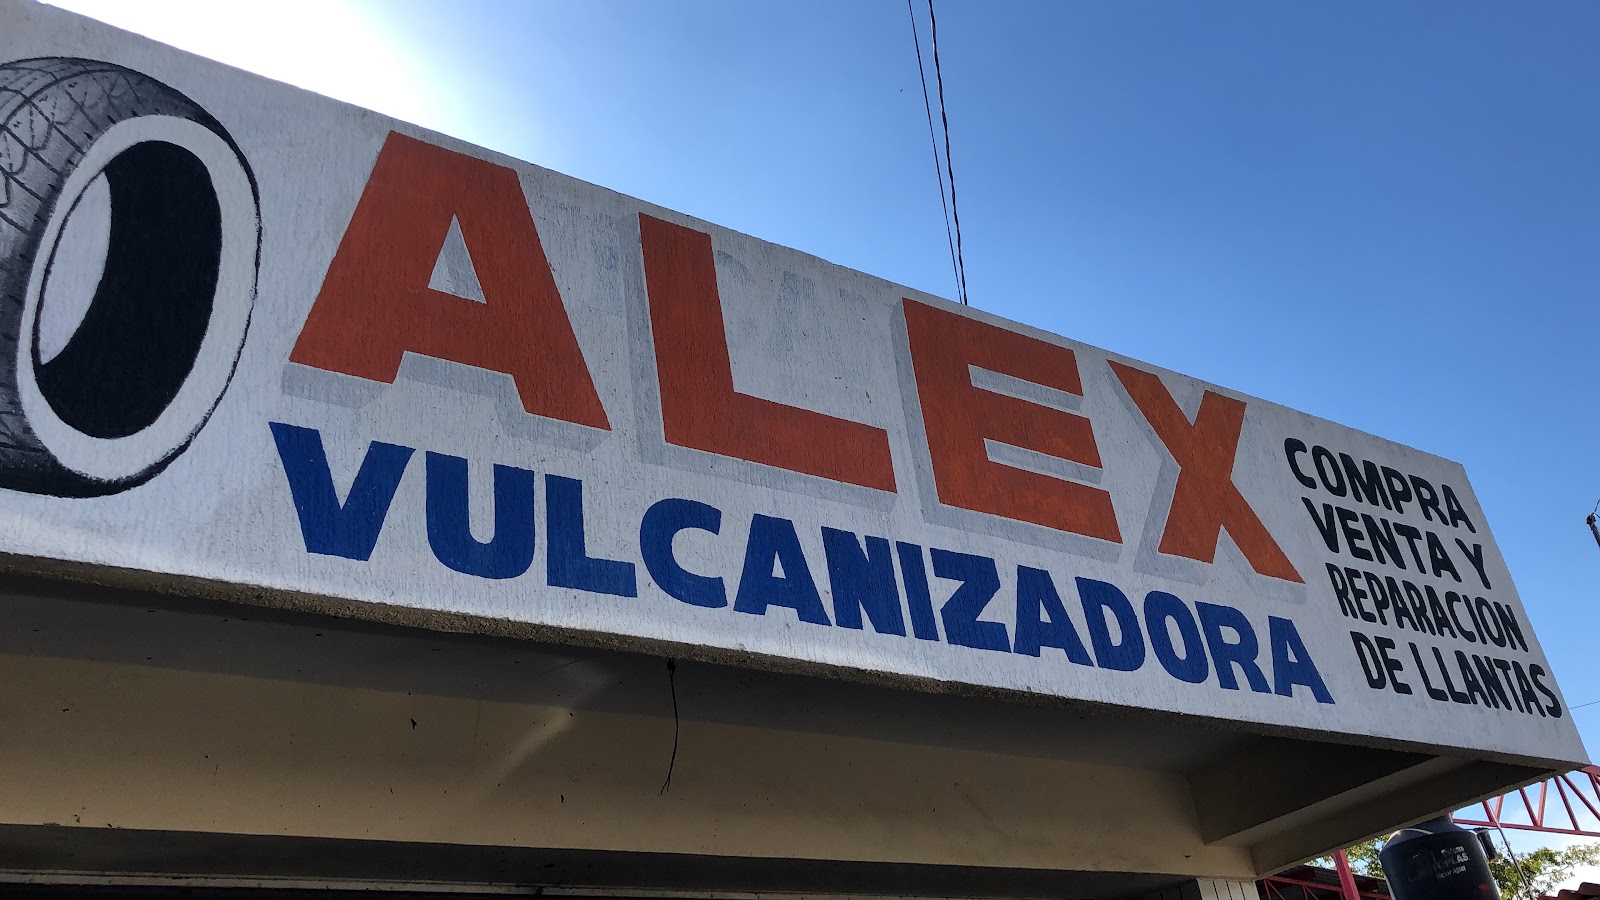 ALEX
VULCANIZADORA
COMPRA
VENTA Y
REPARACION
DE LLANTAS